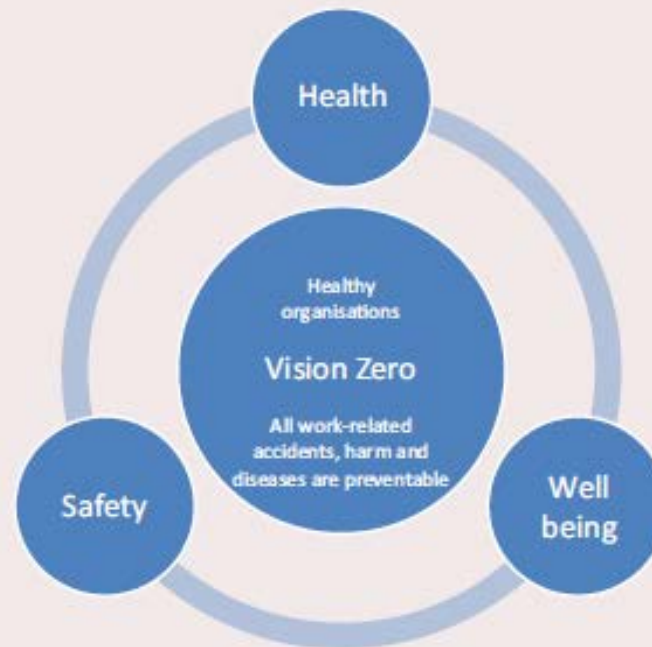 Health
Healthy
organisations
Vision Zero
All work-related
accidents, harm and
diseases are preventable
Safety
Well
being